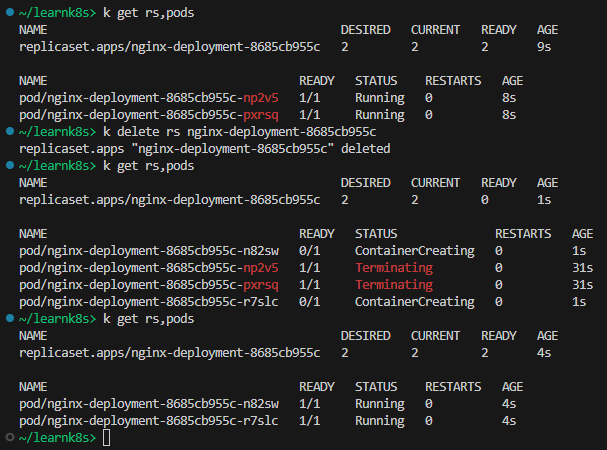 ~/learnk8s> k get rs,pods
NAME DESIRED CURRENT READY AGE
replicaset.apps/nginx-deployment-8685cb955c 2 2 2 9s
NAME READY STATUS RESTARTS AGE
pod/nginx-deployment-8685cb955c-np2v5 1/1 Running 0 8s
pod/nginx-deployment-8685cb955c-pxrsq 1/1 Running 0 8s
~/learnk8s> k delete rs nginx-deployment-8685cb955c
replicaset.apps "nginx-deployment-8685cb955c" deleted
~/learnk8s> k get rs,pods
NAME DESIRED CURRENT READY AGE
replicaset.apps/nginx-deployment-8685cb955c 2 2 0 1s
NAME READY STATUS RESTARTS AGE
pod/nginx-deployment-8685cb955c-n82sw 0/1 ContainerCreating 0 1s
pod/nginx-deployment-8685cb955c-np2v5 1/1 Terminating 0 31s
pod/nginx-deployment-8685cb955c-pxrsq 1/1 Terminating 0 31s
pod/nginx-deployment-8685cb955c-r7slc 0/1 ContainerCreating 0 1s
~/learnk8s> k get rs,pods
NAME DESIRED CURRENT READY AGE
replicaset.apps/nginx-deployment-8685cb955c 2 2 2 4s
NAME READY STATUS RESTARTS AGE
pod/nginx-deployment-8685cb955c-n82sw 1/1 Running 0 4s
pod/nginx-deployment-8685cb955c-r7slc 1/1 Running 0 4s
~/learnk8s>